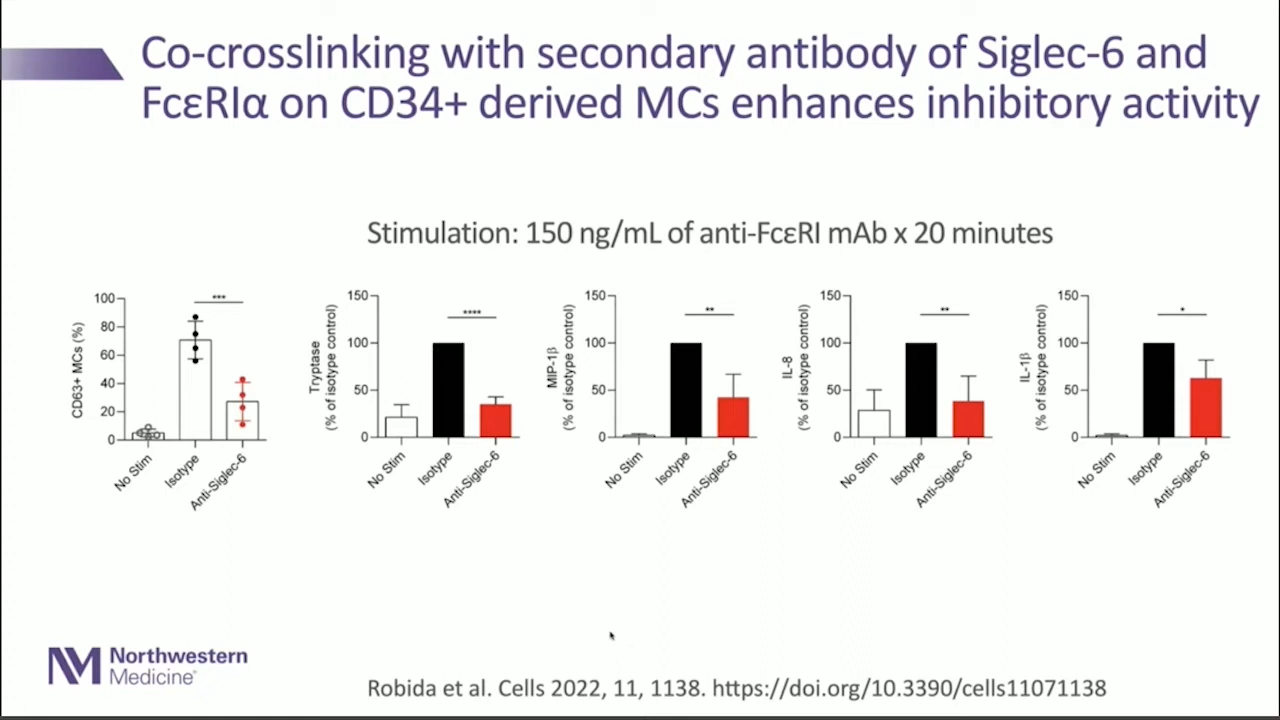 Co-crosslinking with secondary antibody of Siglec-6 and
FcεRIα on CD34+ derived MCs enhances inhibitory activity
Stimulation: 150 ng/mL of anti-FcεRI mAb x 20 minutes
CD63+ MCs (%)
100
80
60
40
20
0
***
No Stim
Isotype
Anti-Siglec-6
Tryptase
(% of isotype control)
150
100
50
0
****
No Stim
Isotype
Anti-Siglec-6
MIP-1β
(% of isotype control)
150
100
50
0
**
No Stim
Isotype
Anti-Siglec-6
IL-8
(% of isotype control)
150
100
50
0
**
No Stim
Isotype
Anti-Siglec-6
IL-1β
(% of isotype control)
150
100
50
0
*
No Stim
Isotype
Anti-Siglec-6
NM
Northwestern
Medicine®
Robida et al. Cells 2022, 11, 1138. https://doi.org/10.3390/cells11071138